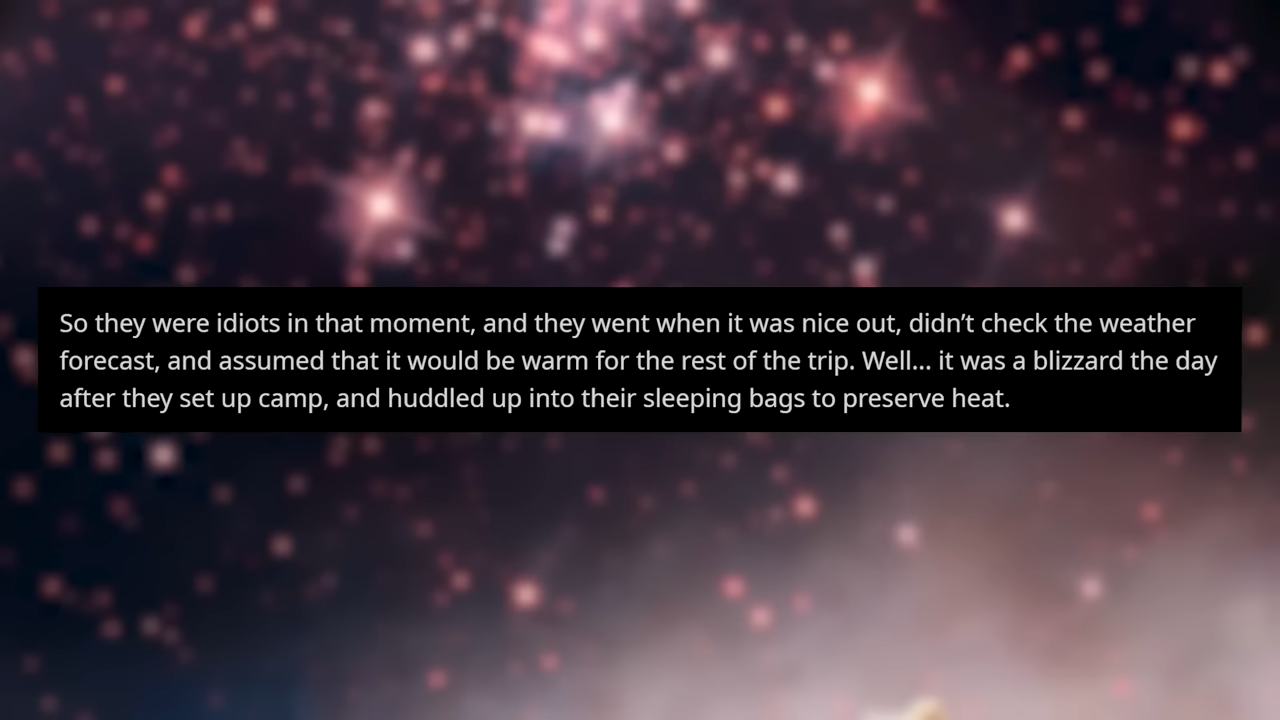 So they were idiots in that moment, and they went when it was nice out, didn’t check the weather
forecast, and assumed that it would be warm for the rest of the trip. Well... it was a blizzard the day
after they set up camp, and huddled up into their sleeping bags to preserve heat.